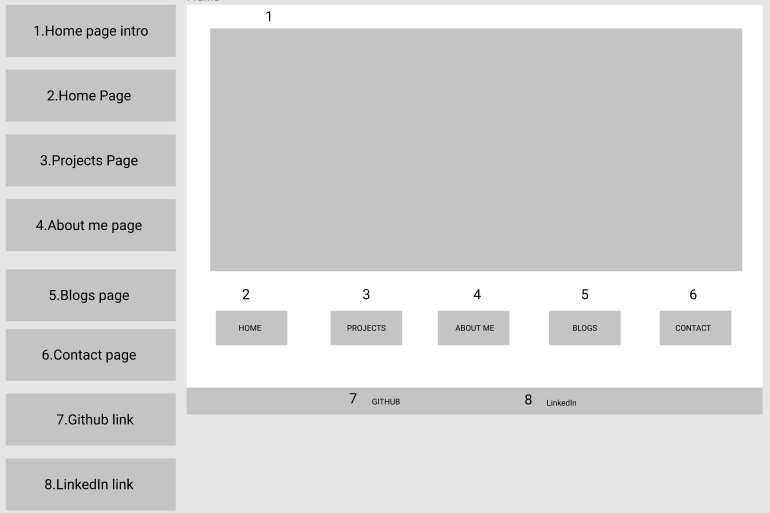 1.Home page intro
2.Home Page
3.Projects Page
4.About me page
5.Blogs page
6.Contact page
7.Github link
8.LinkedIn link
1
2 3 4 5 6
HOME PROJECTS ABOUT ME BLOGS CONTACT
7 GITHUB 8 LinkedIn